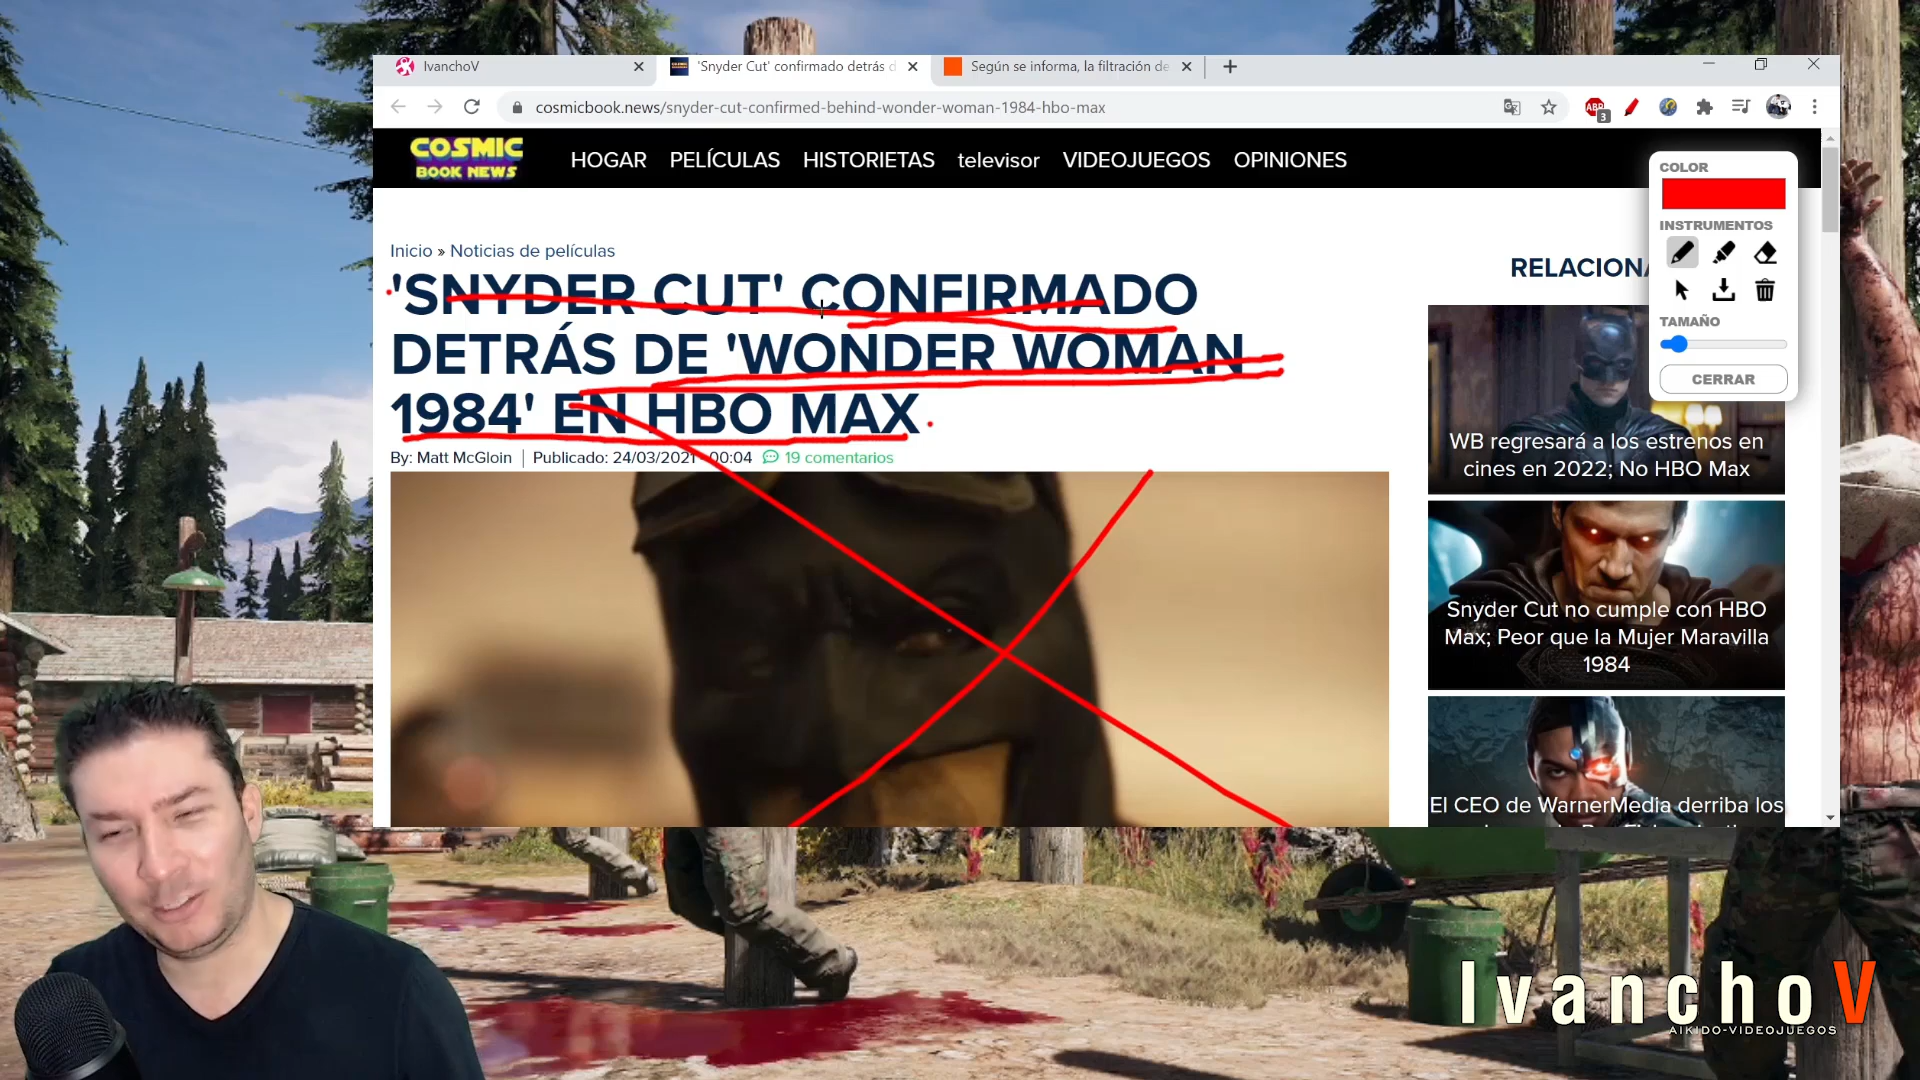 IvanchoV
'Snyder Cut' confirmado detrás d
Según se informa, la filtración de
cosmicbook.news/snyder-cut-confirmed-behind-wonder-woman-1984-hbo-max
ABP
3
COSMIC
BOOK NEWS
HOGAR PELÍCULAS HISTORIETAS televisor VIDEOJUEGOS OPINIONES
COLOR
INSTRUMENTOS
TAMAÑO
CERRAR
Inicio » Noticias de películas
'SNYDER CUT' CONFIRMADO
DETRÁS DE 'WONDER WOMAN
1984' EN HBO MAX
By: Matt McGloin | Publicado: 24/03/2021 - 00:04 19 comentarios
RELACIONA
WB regresará a los estrenos en
cines en 2022; No HBO Max
Snyder Cut no cumple con HBO
Max; Peor que la Mujer Maravilla
1984
El CEO de WarnerMedia derriba los
IvanchoV
AIKIDO-VIDEOJUEGOS